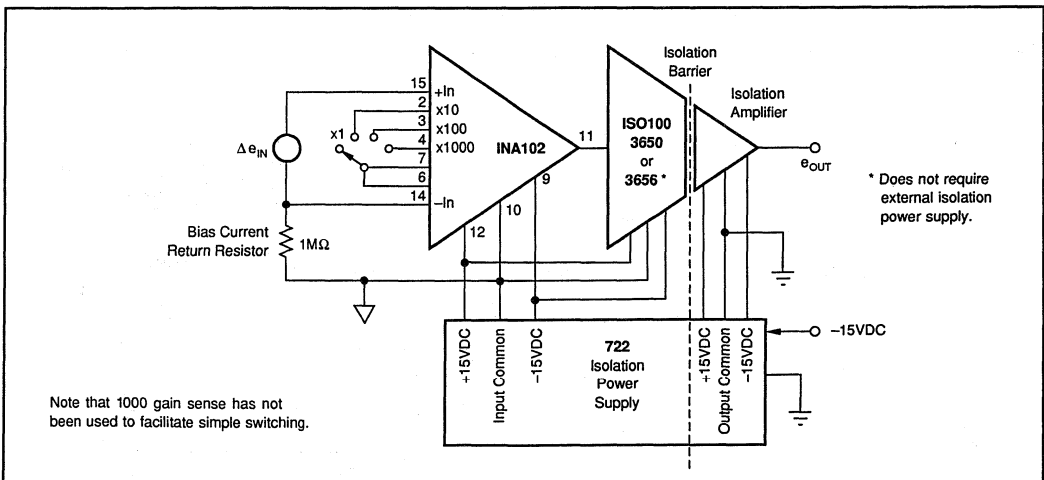 Isolation
Barrier
Isolation
Amplifier
15
+In
2
x10
3
x100
4
x1000
x1
7
6
14
–In
INA102
11
ISO100
3650
or
3656 *
Δ eIN
eOUT
* Does not require
external isolation
power supply.
9
10
12
Bias Current
Return Resistor
1MΩ
+15VDC
Input Common
–15VDC
722
Isolation
Power
Supply
+15VDC
Output Common
–15VDC
–15VDC
Note that 1000 gain sense has not
been used to facilitate simple switching.